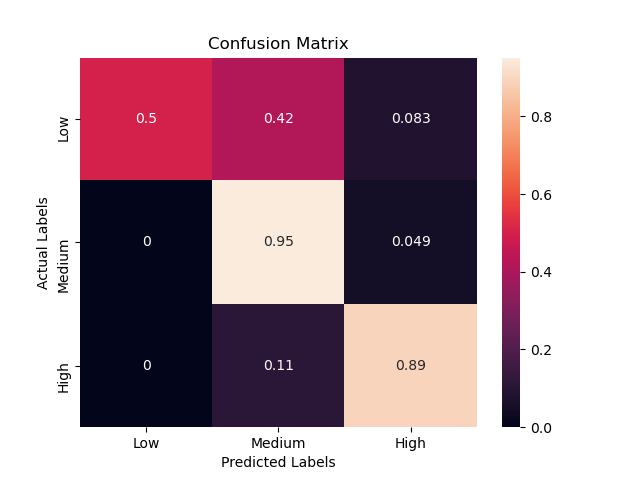 Confusion Matrix
Low
0.5
0.42
0.083
0.8
Actual Labels
Medium
0
0.95
0.049
0.6
0.4
High
0
0.11
0.89
0.2
0.0
Low
Medium
High
Predicted Labels